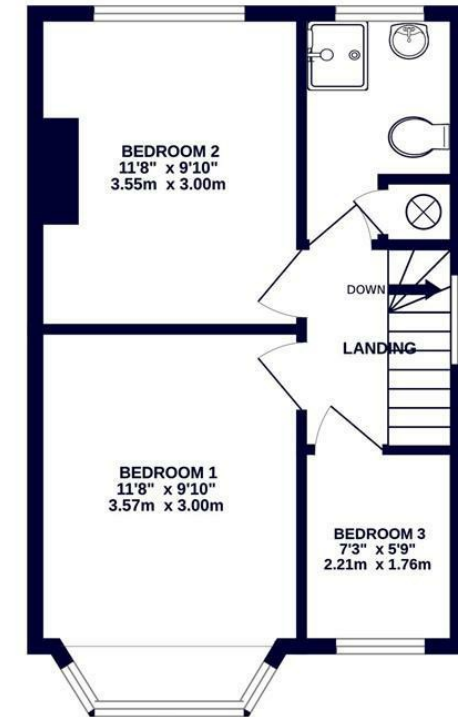 BEDROOM 2
11'8" x 9'10"
3.55m x 3.00m
DOWN
LANDING
BEDROOM 1
11'8" x 9'10"
3.57m x 3.00m
BEDROOM 3
7'3" x 5'9"
2.21m x 1.76m